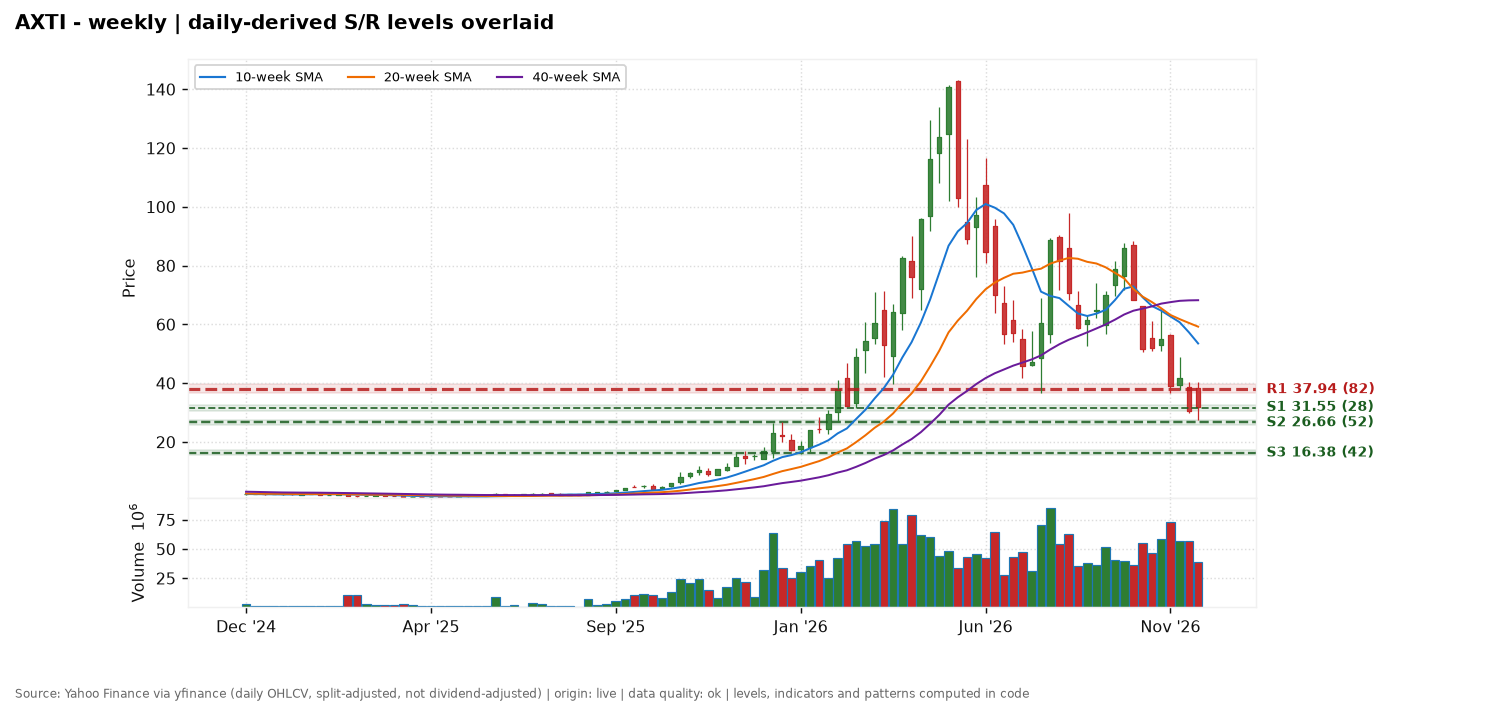 AXTI - weekly | daily-derived S/R levels overlaid
10-week SMA 20-week SMA 40-week SMA
140
120
100
80
60
40
20
Price
R1 37.94 (82)
S1 31.55 (28)
S2 26.66 (52)
S3 16.38 (42)
75
50
25
Volume 10⁶
Dec '24 Apr '25 Sep '25 Jan '26 Jun '26 Nov '26
Source: Yahoo Finance via yfinance (daily OHLCV, split-adjusted, not dividend-adjusted) | origin: live | data quality: ok | levels, indicators and patterns computed in code